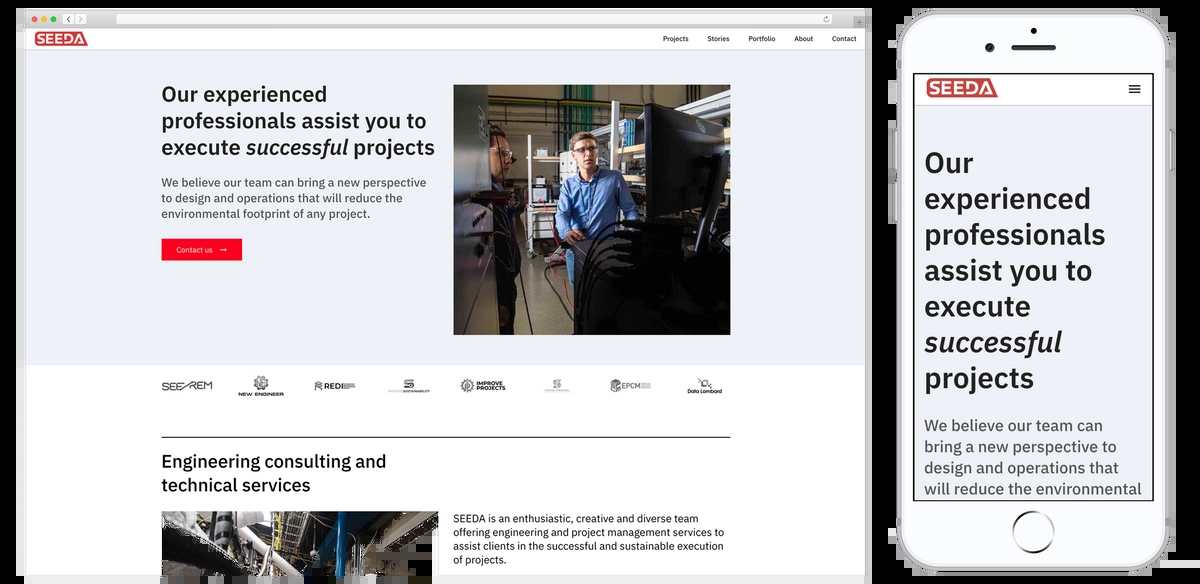 SEEDA
Projects Stories Portfolio About Contact
Our experienced
professionals assist you to
execute successful projects
We believe our team can bring a new perspective
to design and operations that will reduce the
environmental footprint of any project.
Contact us →
SEEREM
NEW ENGINEER
REDI
SUSTAINABILITY
IMPROVE
PROJECTS
EPCM
Data Lombard
Engineering consulting and
technical services
SEEDA is an enthusiastic, creative and diverse team
offering engineering and project management services to
assist clients in the successful and sustainable execution
of projects.
SEEDA
Our
experienced
professionals
assist you to
execute
successful
projects
We believe our team can
bring a new perspective to
design and operations that
will reduce the environmental